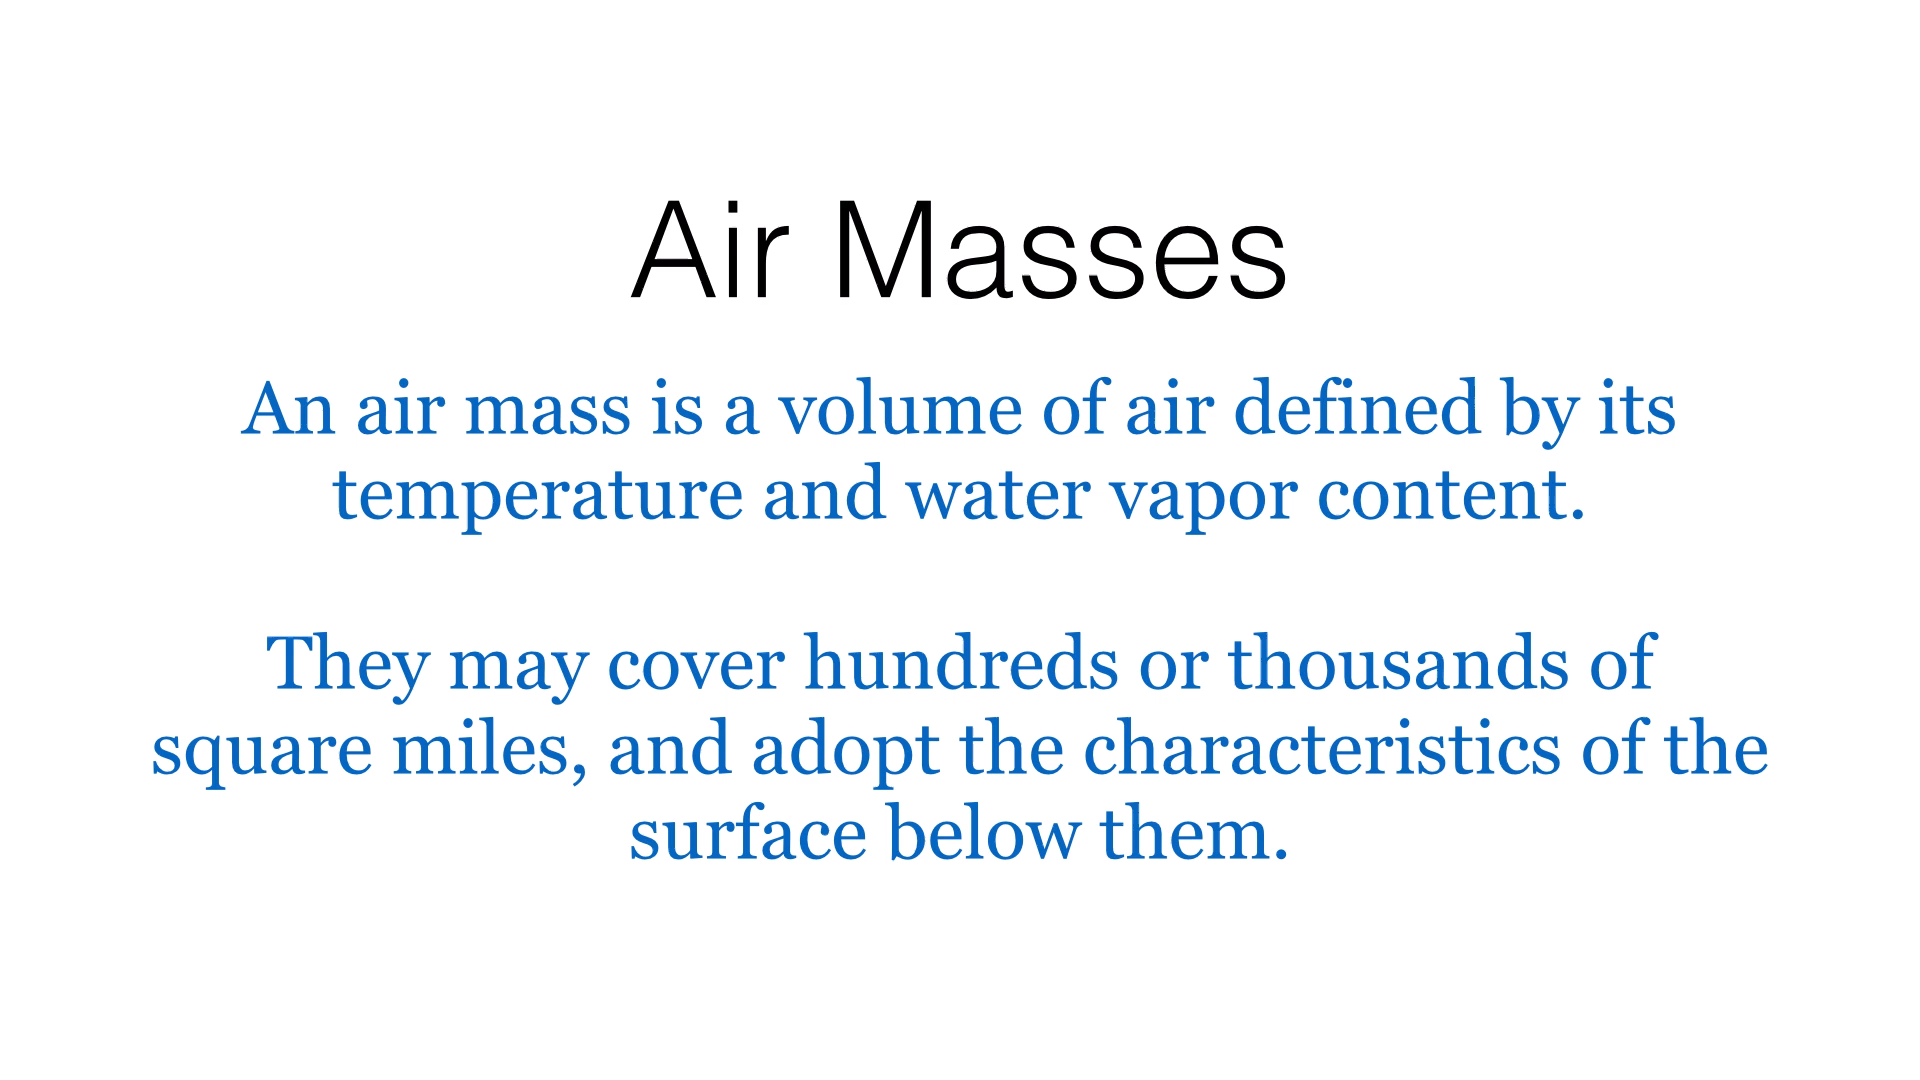 Air Masses
An air mass is a volume of air defined by its
temperature and water vapor content.
They may cover hundreds or thousands of
square miles, and adopt the characteristics of the
surface below them.